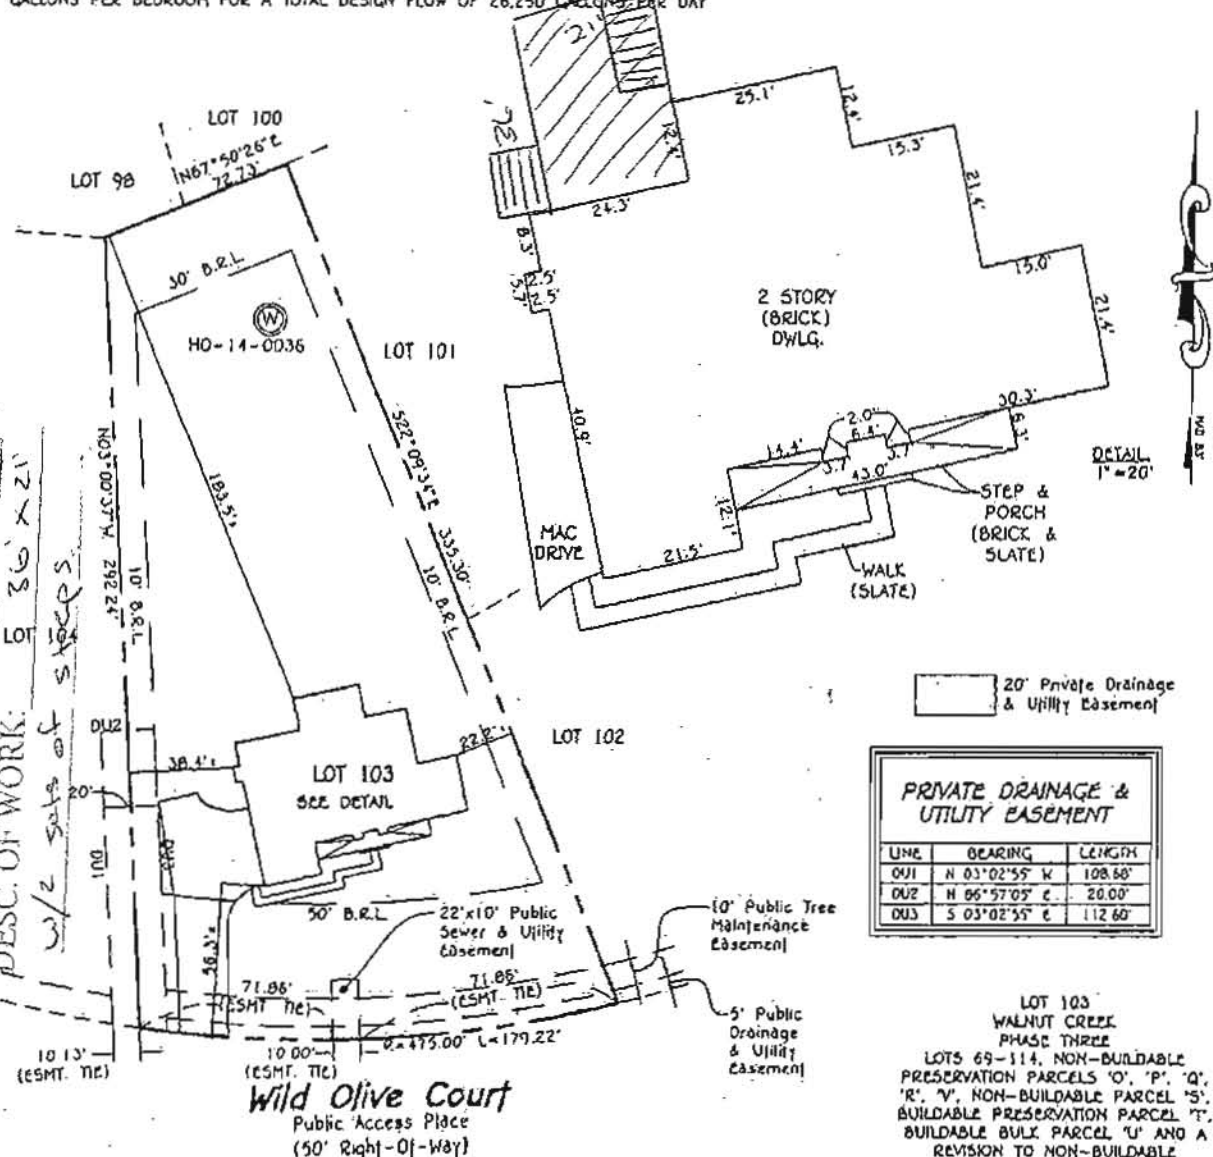 GALLONS PER BEDROOM FOR A TOTAL DESIGN FLOW OF 28,250 GALLONS PER DAY
21'
36'
25.1'
12.4'
15.3'
21.4'
15.0'
21.4'
30.3'
6.3'
12.4'
24.3'
8.3'
2.5'
5.7'
2.5'
40.9'
2 STORY
(BRICK)
DWLG.
2.0'
6.4'
14.4'
3.7'
3.7'
43.0'
12.1'
21.5'
MAC
DRIVE
STEP &
PORCH
(BRICK &
SLATE)
WALK
(SLATE)
DETAIL
1"=20'
LOT 100
LOT 98
N67°50'26"E
72.73'
30' B.R.L
W
HO-14-0036
LOT 101
S22°09'34"E 335.30'
10' B.R.L
183.5'±
N03°00'37"W 292.24'
10' B.R.L
LOT 104
DESC. OF WORK: 36' x 21'
w/2 sets of steps
DU2
38.4'±
20'
DU1
DU3
LOT 103
SEE DETAIL
22.2'±
LOT 102
50' B.R.L
56.3'±
22'x10' Public
Sewer & Utility
Easement
10' Public Tree
Maintenance
Easement
5' Public
Drainage
& Utility
Easement
71.86'
(ESMT. TIE)
71.86'
(ESMT. TIE)
R=475.00' L=179.22'
10.13'
(ESMT. TIE)
10.00'
(ESMT. TIE)
Wild Olive Court
Public Access Place
(50' Right-Of-Way)
20' Private Drainage
& Utility Easement
PRIVATE DRAINAGE &
UTILITY EASEMENT
LINE BEARING LENGTH
DU1 N 03°02'55" W 108.60'
DU2 N 86°57'05" E 20.00'
DU3 S 03°02'55" E 112.60'
LOT 103
WALNUT CREEK
PHASE THREE
LOTS 69-114, NON-BUILDABLE
PRESERVATION PARCELS 'O', 'P', 'Q',
'R', 'V', NON-BUILDABLE PARCEL 'S',
BUILDABLE PRESERVATION PARCEL 'T',
BUILDABLE BULK PARCEL 'U' AND A
REVISION TO NON-BUILDABLE